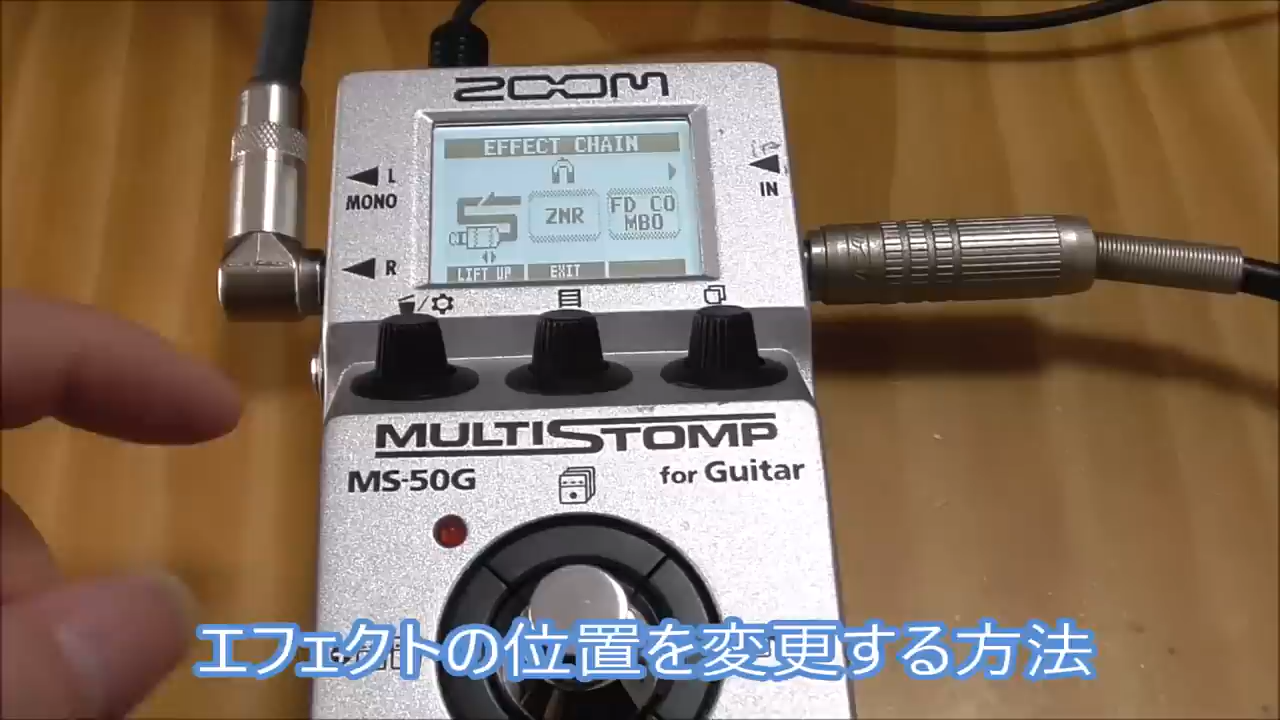 ZOOM
EFFECT CHAIN
L
MONO
IN
ZNR
FD CO
MBO
R
LIFT UP
EXIT
MULTISTOMP
MS-50G
for Guitar
エフェクトの位置を変更する方法